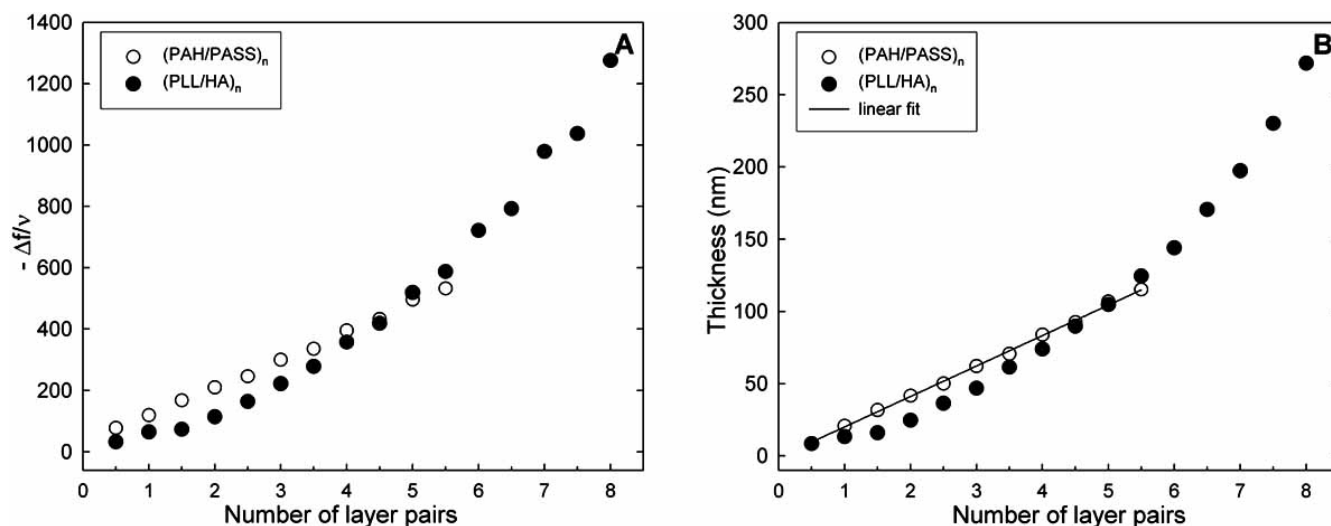 A
(PAH/PASS)n
(PLL/HA)n
1400
1200
1000
800
600
400
200
0
- Δf/ν
0 1 2 3 4 5 6 7 8
Number of layer pairs
B
(PAH/PASS)n
(PLL/HA)n
linear fit
300
250
200
150
100
50
0
Thickness (nm)
0 1 2 3 4 5 6 7 8
Number of layer pairs